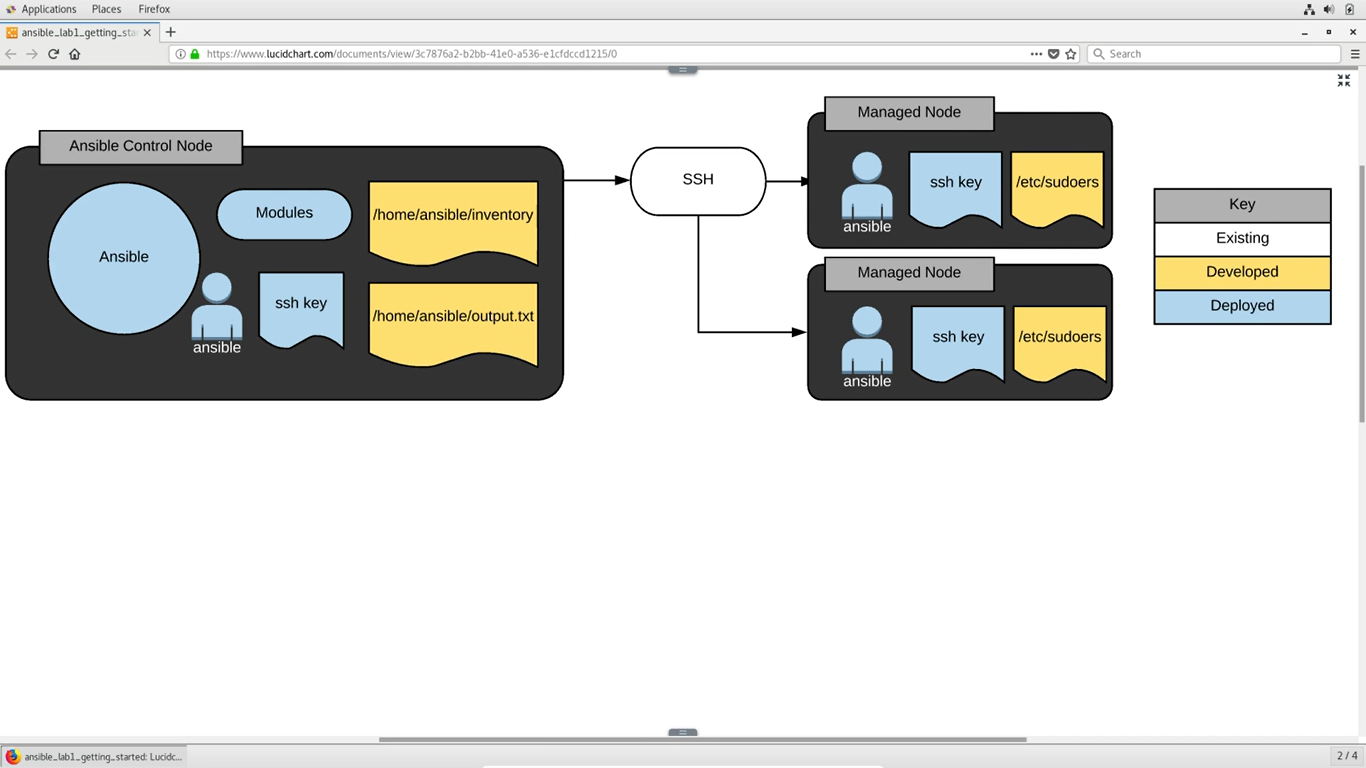 Applications Places Firefox
ansible_lab1_getting_sta
https://www.lucidchart.com/documents/view/3c7876a2-b2bb-41e0-a536-e1cfdccd1215/0
Search
Ansible Control Node
Ansible
Modules
/home/ansible/inventory
ansible
ssh key
/home/ansible/output.txt
SSH
Managed Node
ansible
ssh key
/etc/sudoers
Managed Node
ansible
ssh key
/etc/sudoers
Key
Existing
Developed
Deployed
ansible_lab1_getting_started: Lucidc...
2 / 4